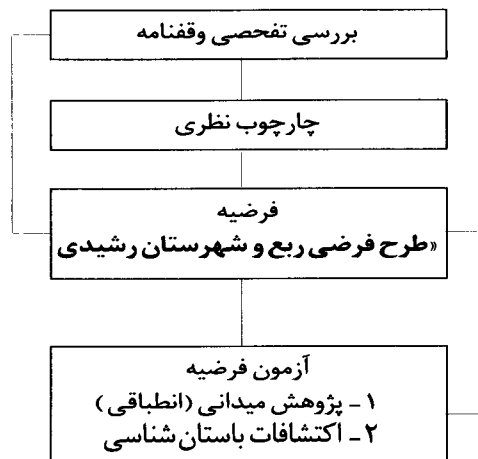 بررسی تفحصی وقفنامه
چارچوب نظری
فرضیه
«طرح فرضی ربع و شهرستان رشیدی
آزمون فرضیه
۱ - پژوهش میدانی (انطباقی)
۲ - اکتشافات باستان شناسی